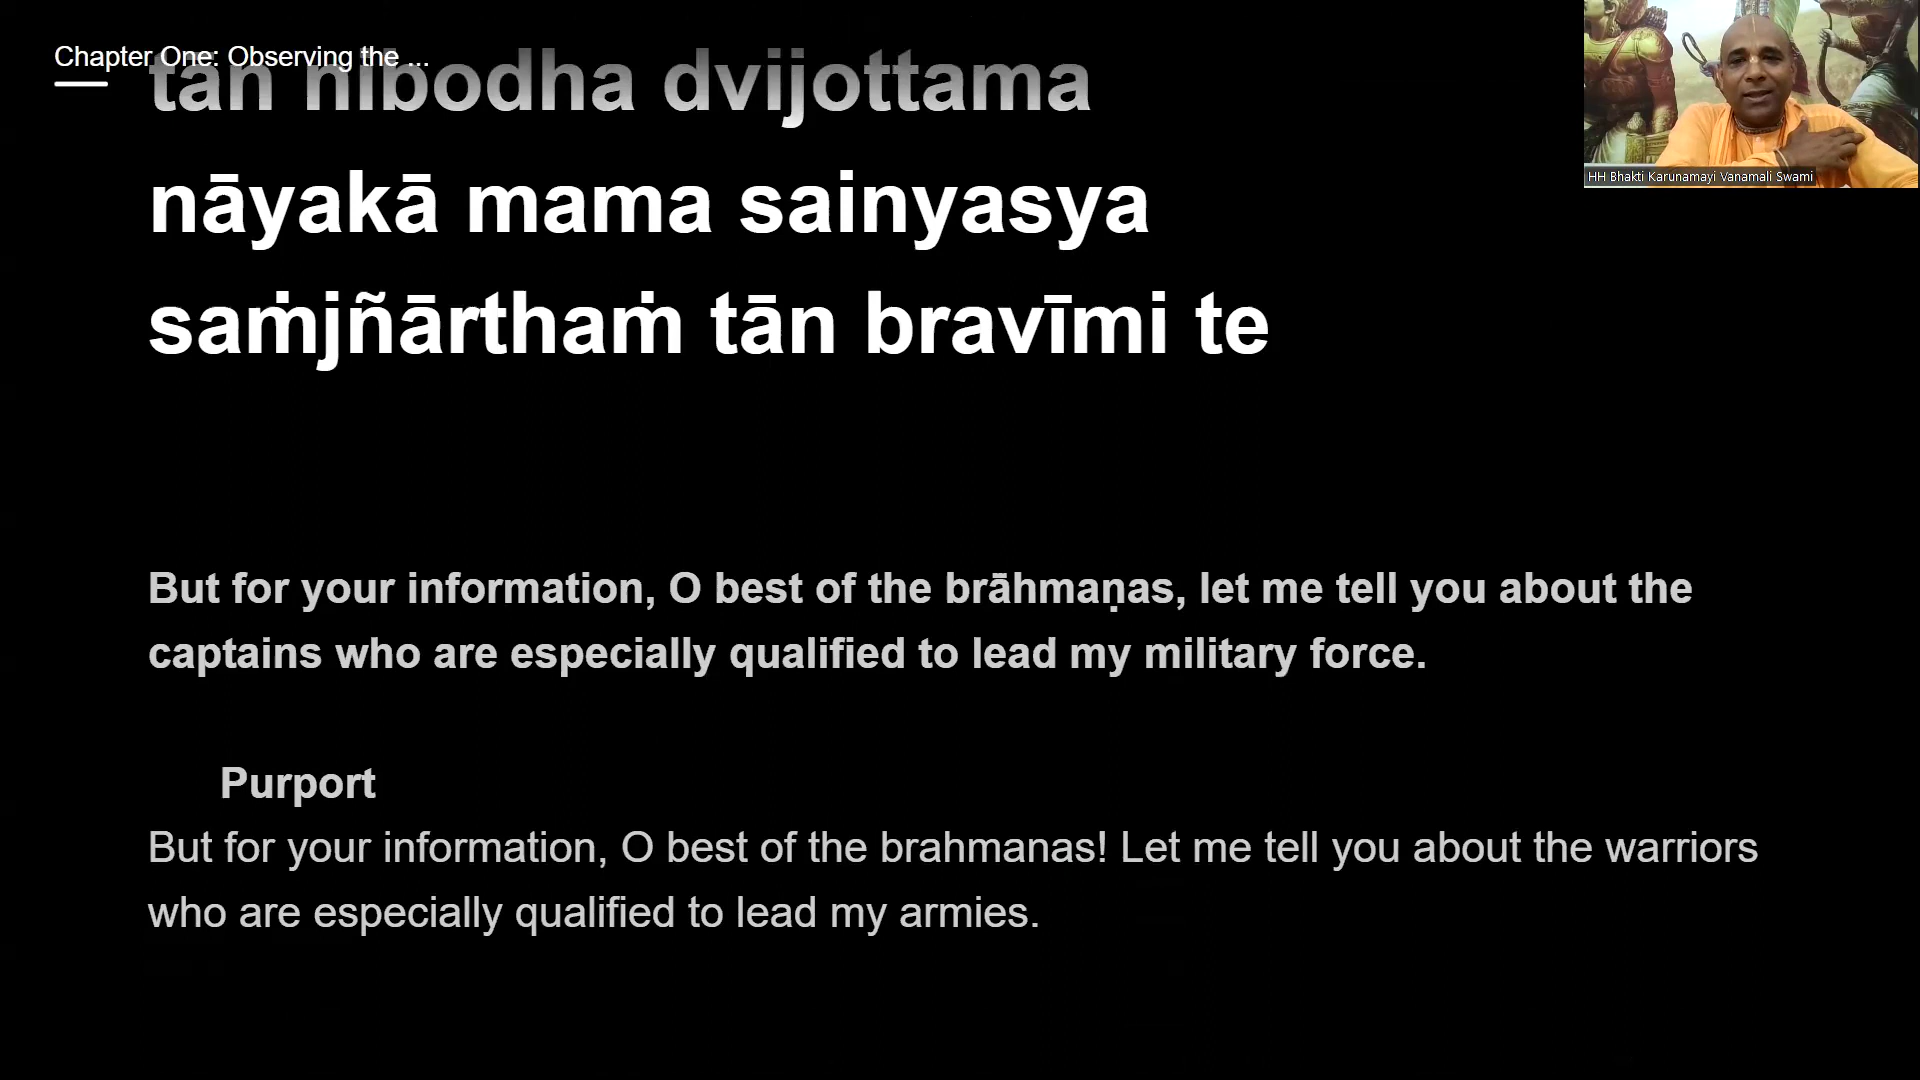 Chapter One: Observing the ...
tān nibodha dvijottama
nāyakā mama sainyasya
saṁjñārthaṁ tān bravīmi te
But for your information, O best of the brāhmaṇas, let me tell you about the
captains who are especially qualified to lead my military force.
Purport
But for your information, O best of the brahmanas! Let me tell you about the warriors
who are especially qualified to lead my armies.
HH Bhakti Karunamayi Vanamali Swami